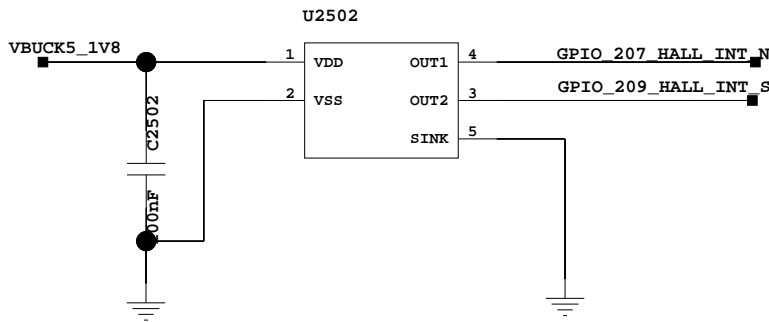 U2502
VBUCK5_1V8
1 VDD OUT1 4 GPIO_207_HALL_INT_N
2 VSS OUT2 3 GPIO_209_HALL_INT_S
SINK 5
C2502